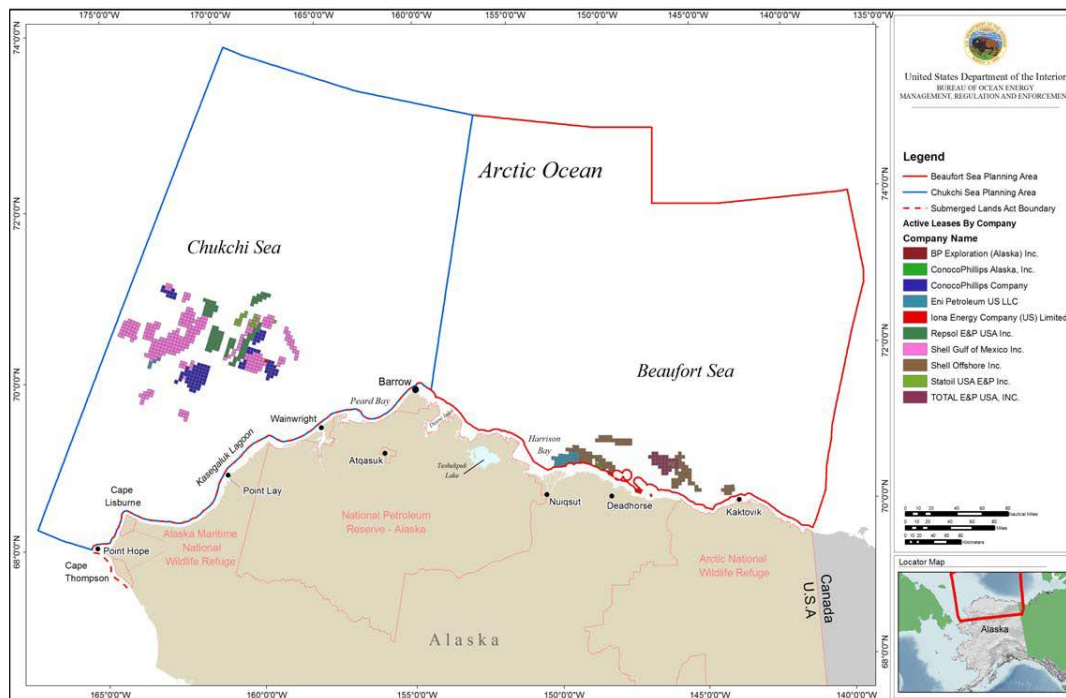 175°0'0"W
170°0'0"W
165°0'0"W
160°0'0"W
155°0'0"W
150°0'0"W
145°0'0"W
140°0'0"W
135°0'0"W
74°0'0"N
72°0'0"N
70°0'0"N
68°0'0"N
Arctic Ocean
Chukchi Sea
Beaufort Sea
Barrow
Peard Bay
Wainwright
Kasegaluk Lagoon
Atqasuk
Teshekpuk
Lake
Harrison
Bay
Cape
Lisburne
Point Lay
Nuiqsut
Deadhorse
Kaktovik
Point Hope
Cape
Thompson
Alaska Maritime
National
Wildlife Refuge
National Petroleum
Reserve - Alaska
Arctic National
Wildlife Refuge
Alaska
Canada
U.S.A
74°0'0"N
72°0'0"N
70°0'0"N
68°0'0"N
165°0'0"W
160°0'0"W
155°0'0"W
150°0'0"W
145°0'0"W
140°0'0"W
United States Department of the Interior
BUREAU OF OCEAN ENERGY
MANAGEMENT, REGULATION AND ENFORCEMENT
Legend
Beaufort Sea Planning Area
Chukchi Sea Planning Area
Submerged Lands Act Boundary
Active Leases By Company
Company Name
BP Exploration (Alaska) Inc.
ConocoPhillips Alaska, Inc.
ConocoPhillips Company
Eni Petroleum US LLC
Iona Energy Company (US) Limited
Repsol E&P USA Inc.
Shell Gulf of Mexico Inc.
Shell Offshore Inc.
Statoil USA E&P Inc.
TOTAL E&P USA, INC.
Nautical Miles
Miles
Kilometers
Locator Map
Alaska